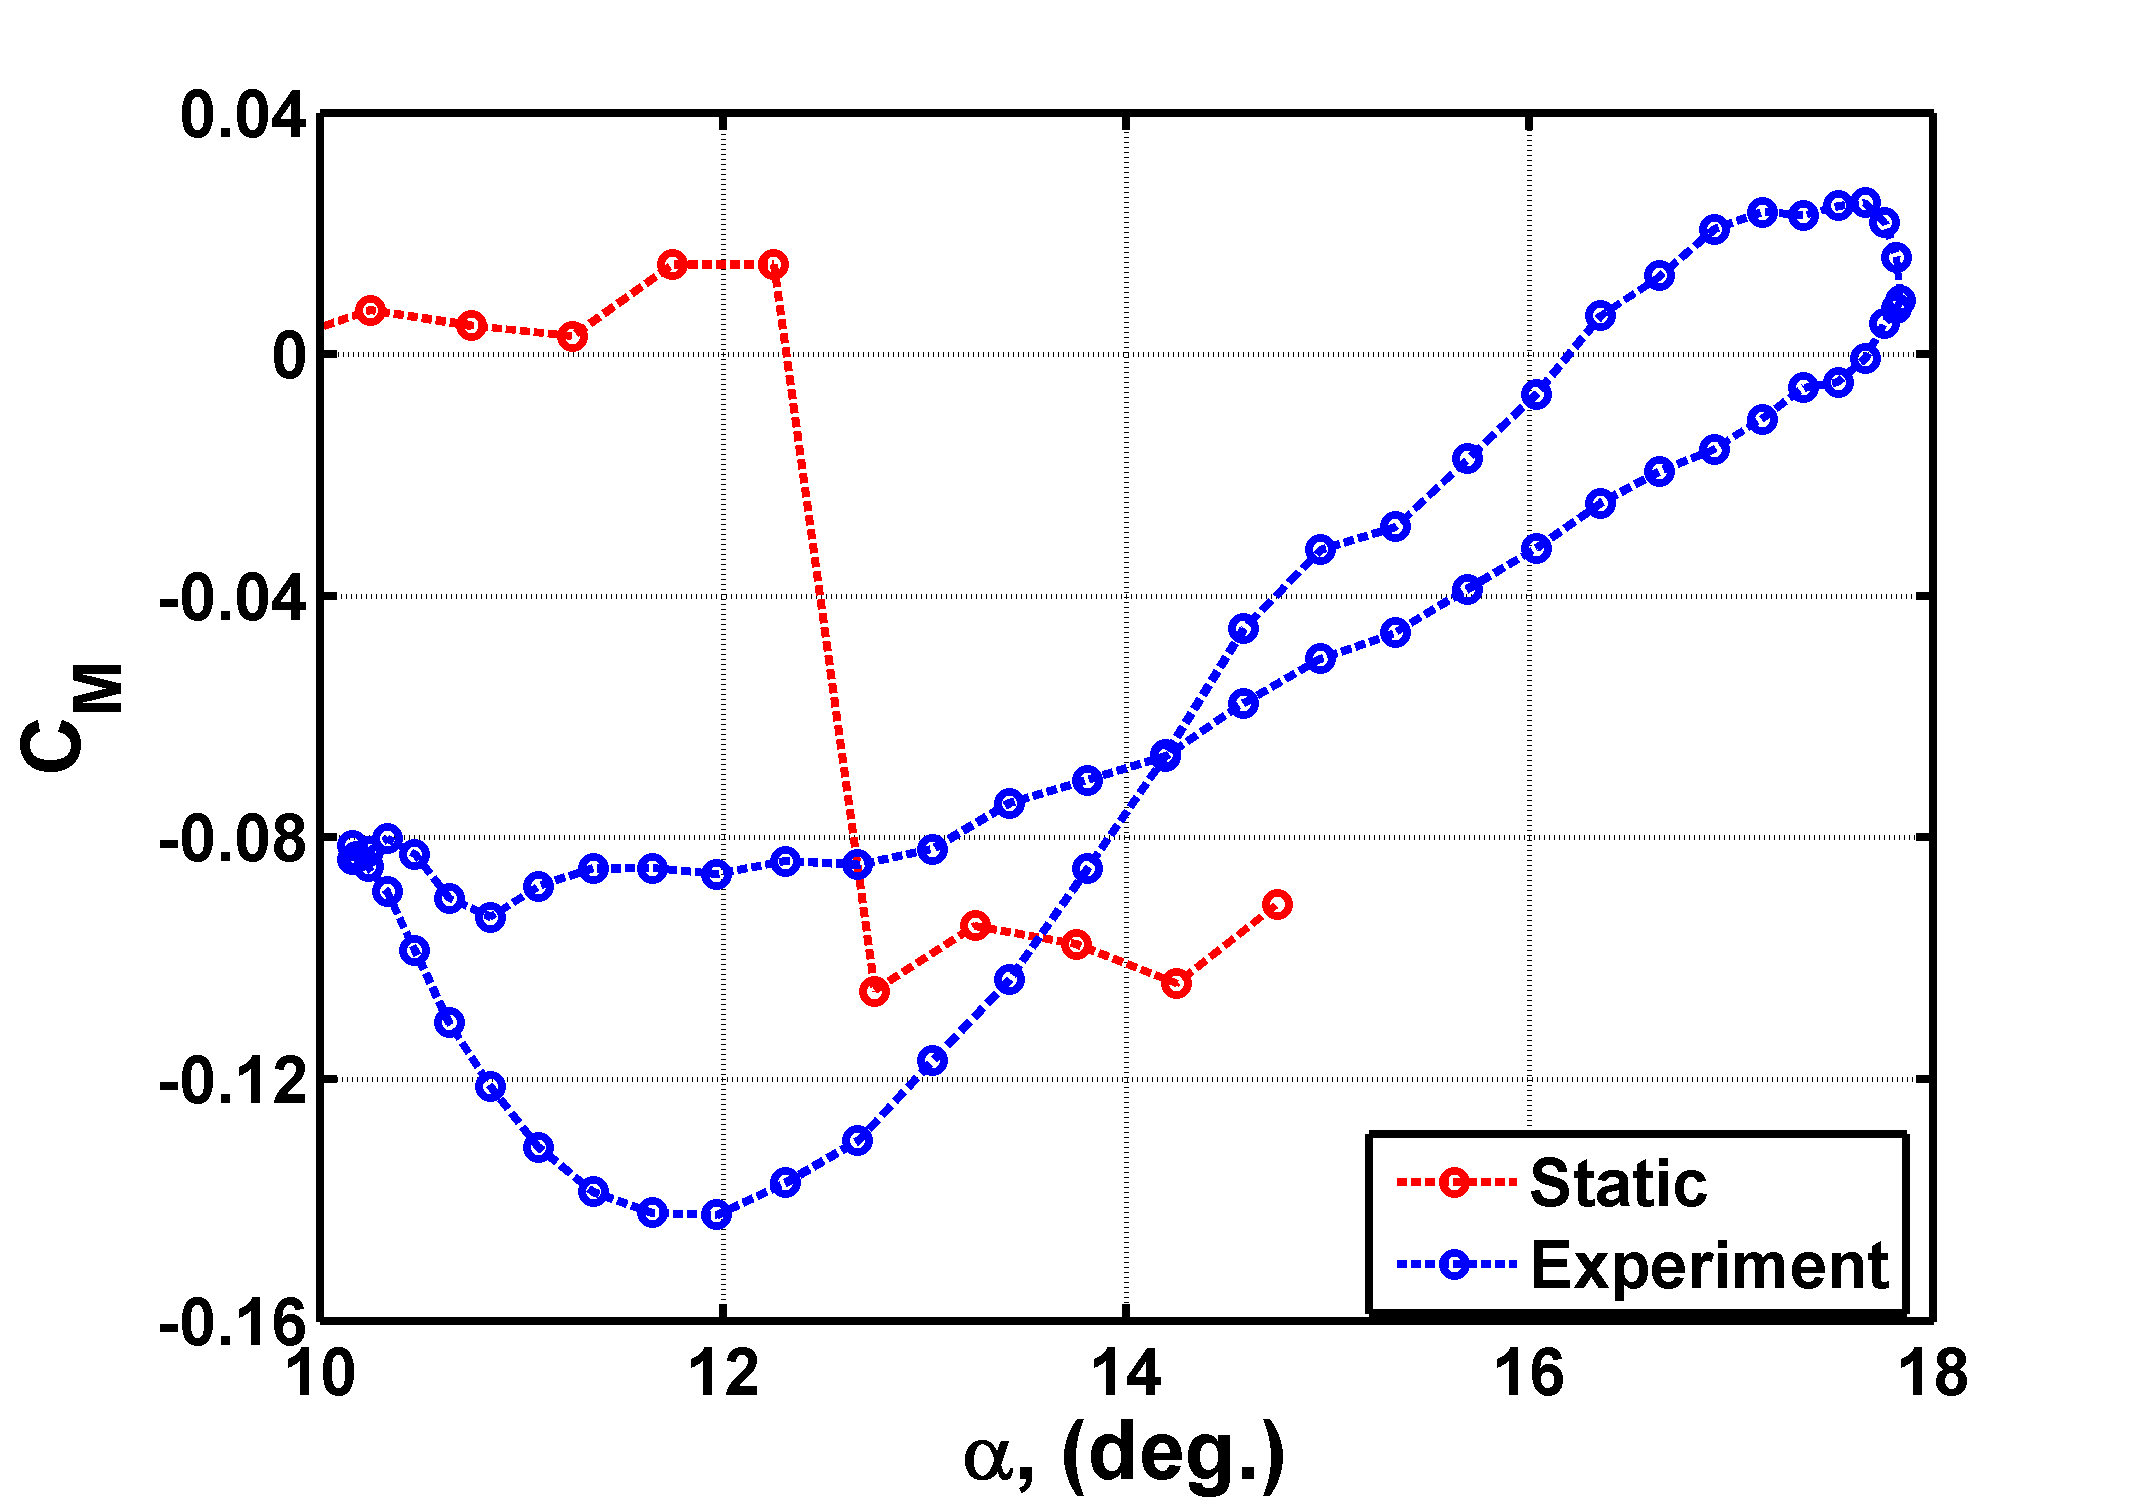 0.04
0
-0.04
-0.08
-0.12
-0.16
C_M
10 12 14 16 18
α, (deg.)
Static
Experiment